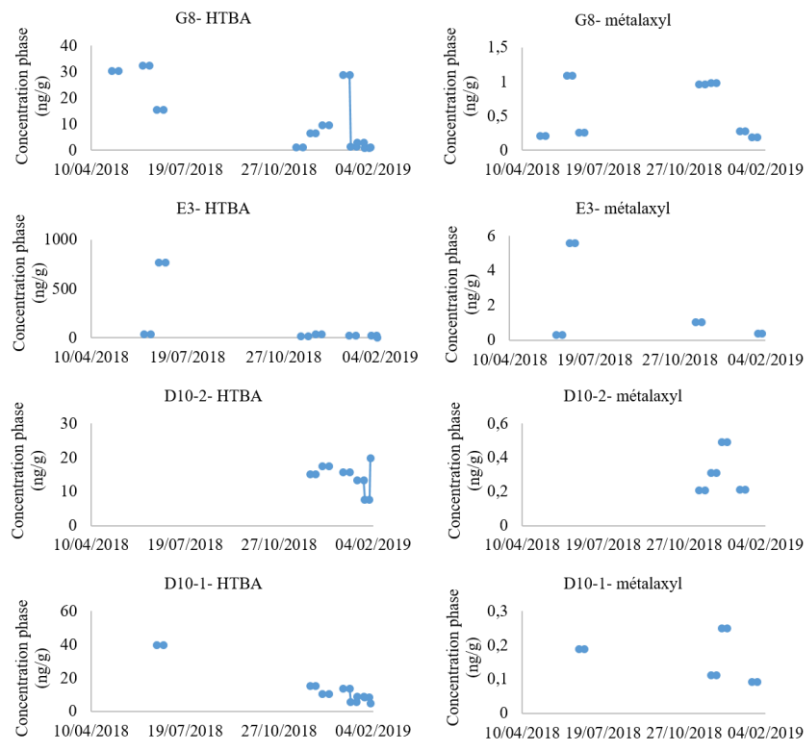 G8- HTBA
Concentration phase
(ng/g)
40
30
20
10
0
10/04/2018 19/07/2018 27/10/2018 04/02/2019
G8- métalaxyl
Concentration phase
(ng/g)
1,5
1
0,5
0
10/04/2018 19/07/2018 27/10/2018 04/02/2019
E3- HTBA
Concentration phase
(ng/g)
1000
500
0
10/04/2018 19/07/2018 27/10/2018 04/02/2019
E3- métalaxyl
Concentration phase
(ng/g)
6
4
2
0
10/04/2018 19/07/2018 27/10/2018 04/02/2019
D10-2- HTBA
Concentration phase
(ng/g)
30
20
10
0
10/04/2018 19/07/2018 27/10/2018 04/02/2019
D10-2- métalaxyl
Concentration phase
(ng/g)
0,6
0,4
0,2
0
10/04/2018 19/07/2018 27/10/2018 04/02/2019
D10-1- HTBA
Concentration phase
(ng/g)
60
40
20
0
10/04/2018 19/07/2018 27/10/2018 04/02/2019
D10-1- métalaxyl
Concentration phase
(ng/g)
0,3
0,2
0,1
0
10/04/2018 19/07/2018 27/10/2018 04/02/2019